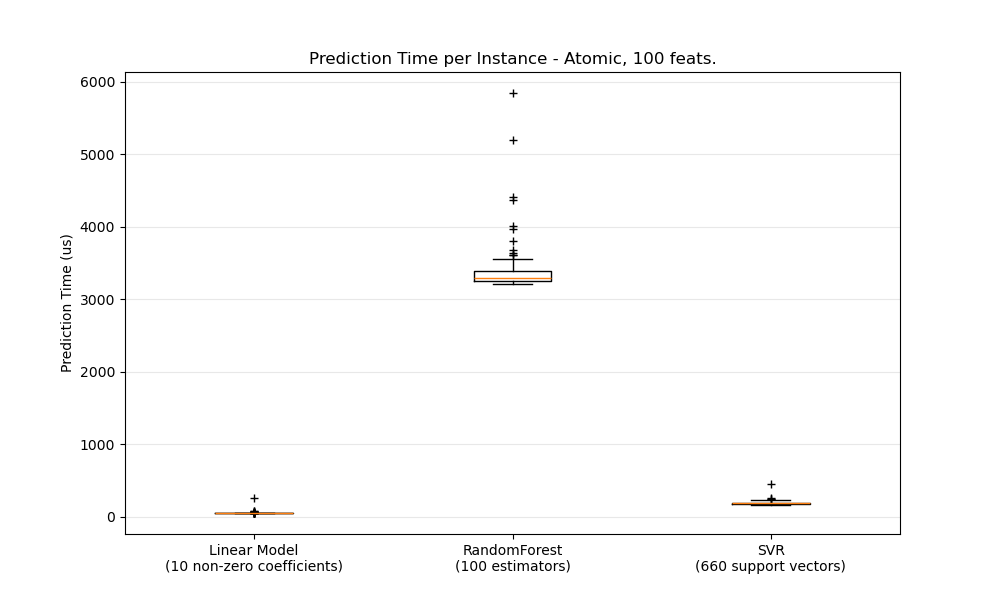 Prediction Time per Instance - Atomic, 100 feats.
Prediction Time (us)
6000
5000
4000
3000
2000
1000
0
Linear Model
(10 non-zero coefficients)
RandomForest
(100 estimators)
SVR
(660 support vectors)